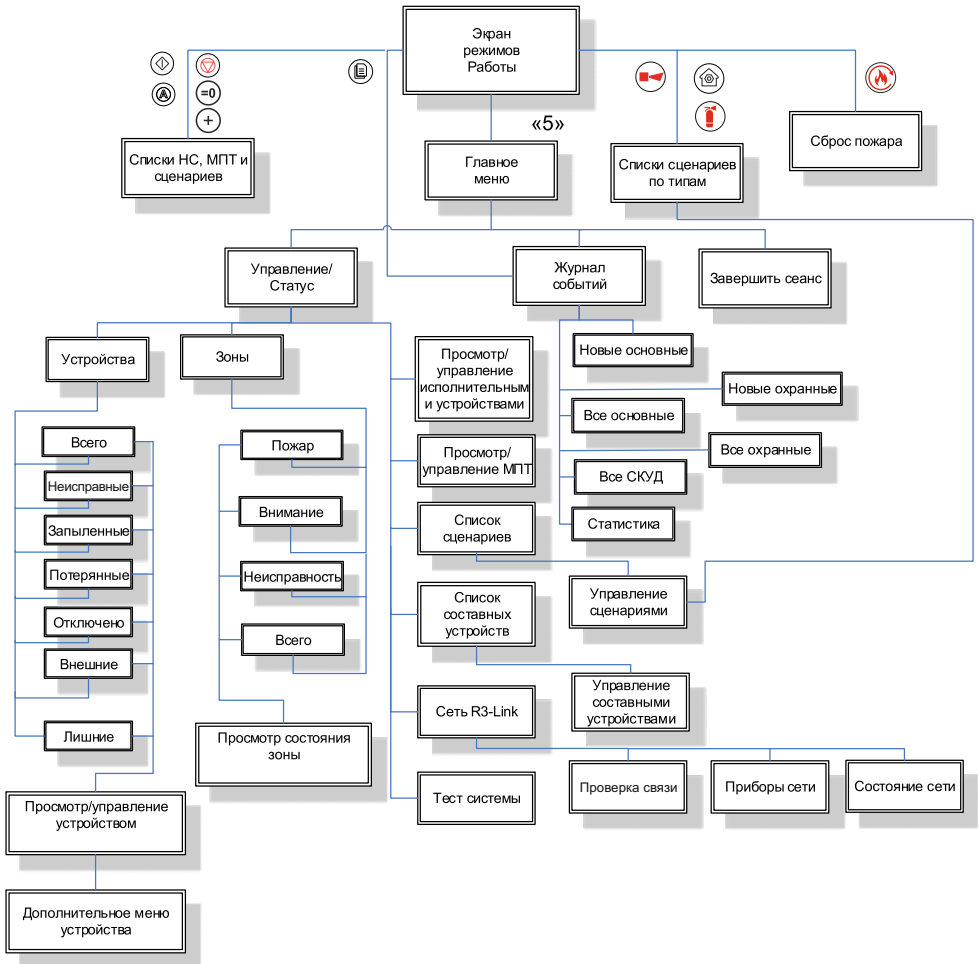 Экран
режимов
Работы
=0
+
«5»
Списки НС, МПТ и
сценариев
Главное
меню
Списки сценариев
по типам
Сброс пожара
Управление/
Статус
Журнал
событий
Завершить сеанс
Устройства
Зоны
Просмотр/
управление
исполнительным
и устройствами
Новые основные
Новые охранные
Все основные
Все охранные
Все СКУД
Статистика
Всего
Неисправные
Запыленные
Потерянные
Отключено
Внешние
Лишние
Пожар
Внимание
Неисправность
Всего
Просмотр/
управление МПТ
Список
сценариев
Управление
сценариями
Список
составных
устройств
Управление
составными
устройствами
Сеть R3-Link
Просмотр состояния
зоны
Тест системы
Проверка связи
Приборы сети
Состояние сети
Просмотр/управление
устройством
Дополнительное меню
устройства